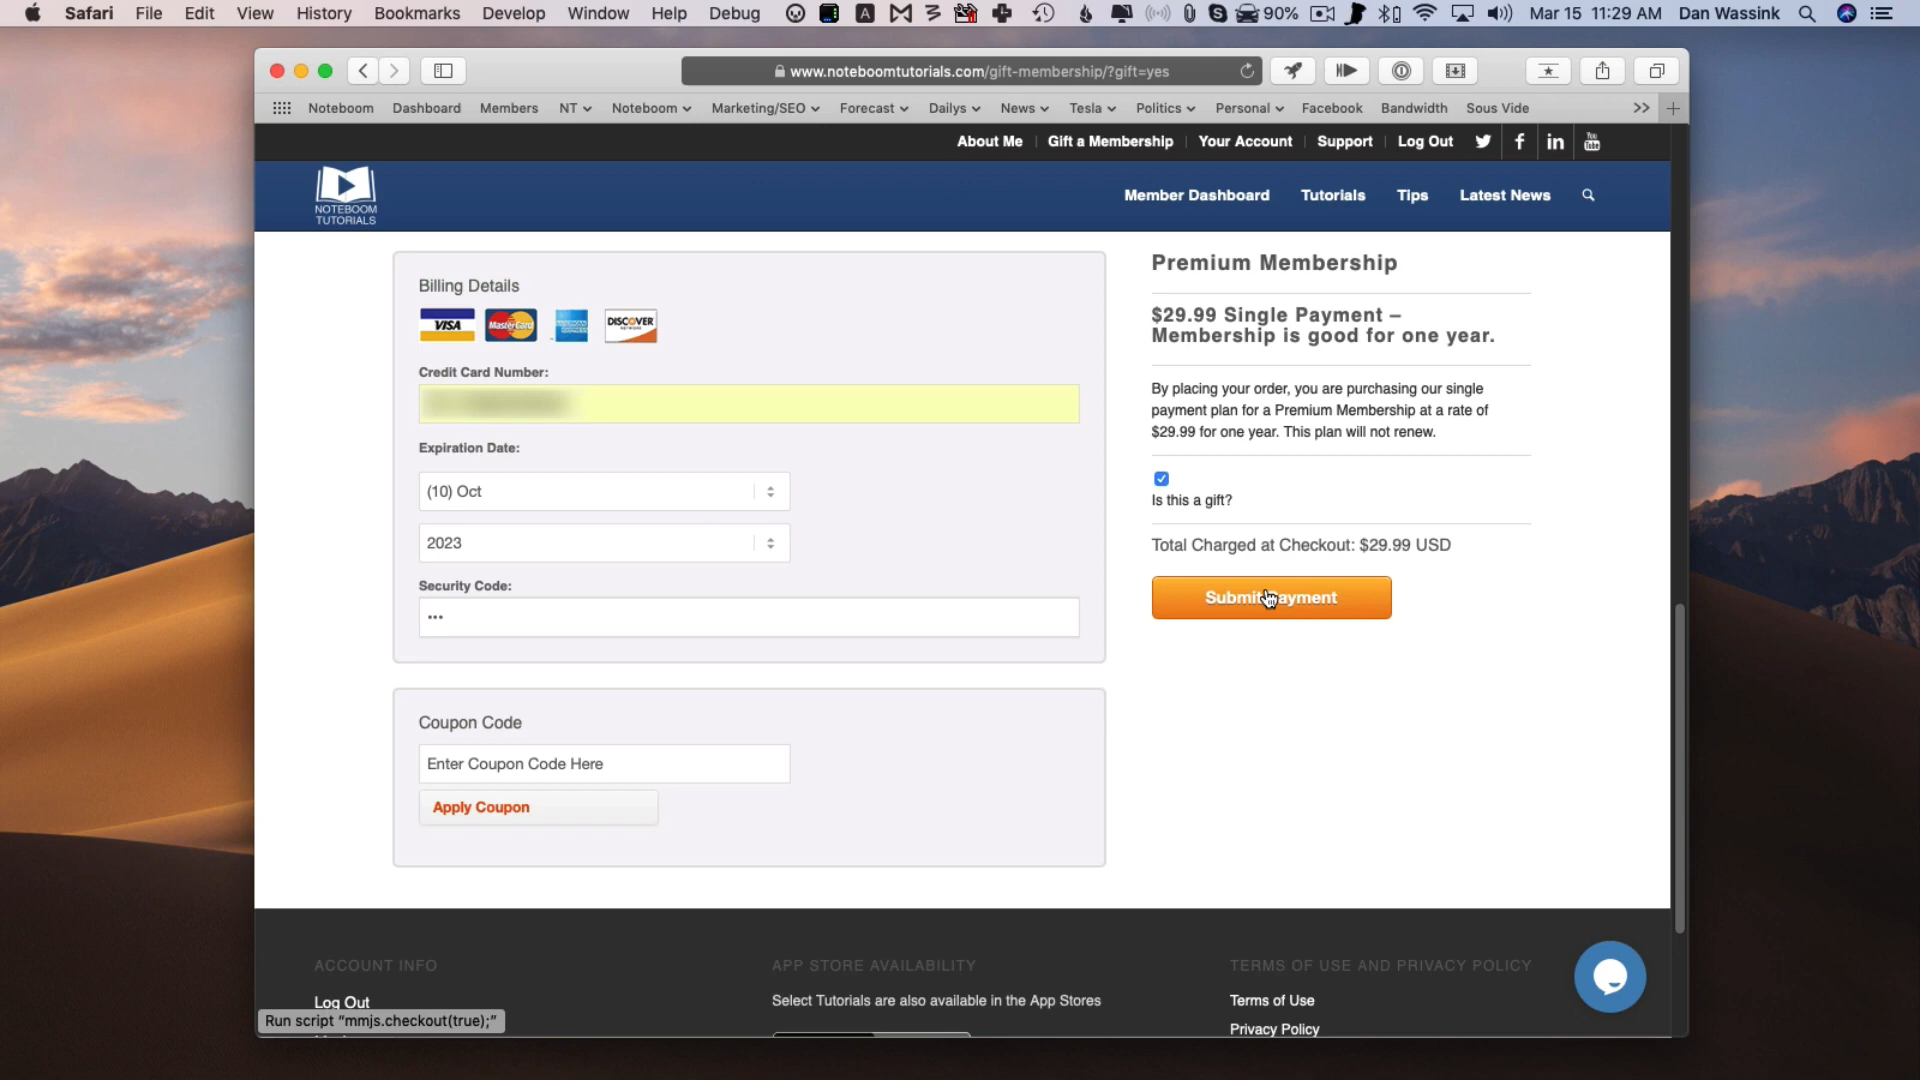 Safari File Edit View History Bookmarks Develop Window Help Debug 90% Mar 15 11:29 AM Dan Wassink
www.noteboomtutorials.com/gift-membership/?gift=yes
Noteboom Dashboard Members NT Noteboom Marketing/SEO Forecast Dailys News Tesla Politics Personal Facebook Bandwidth Sous Vide >>
About Me Gift a Membership Your Account Support Log Out
NOTEBOOM
TUTORIALS
Member Dashboard Tutorials Tips Latest News
Billing Details
VISA MasterCard DISCOVER
Credit Card Number:
Expiration Date:
(10) Oct
2023
Security Code:
•••
Coupon Code
Enter Coupon Code Here
Apply Coupon
Premium Membership
$29.99 Single Payment –
Membership is good for one year.
By placing your order, you are purchasing our single
payment plan for a Premium Membership at a rate of
$29.99 for one year. This plan will not renew.
Is this a gift?
Total Charged at Checkout: $29.99 USD
Submit Payment
ACCOUNT INFO
Log Out
APP STORE AVAILABILITY
Select Tutorials are also available in the App Stores
TERMS OF USE AND PRIVACY POLICY
Terms of Use
Privacy Policy
Run script “mmjs.checkout(true);”